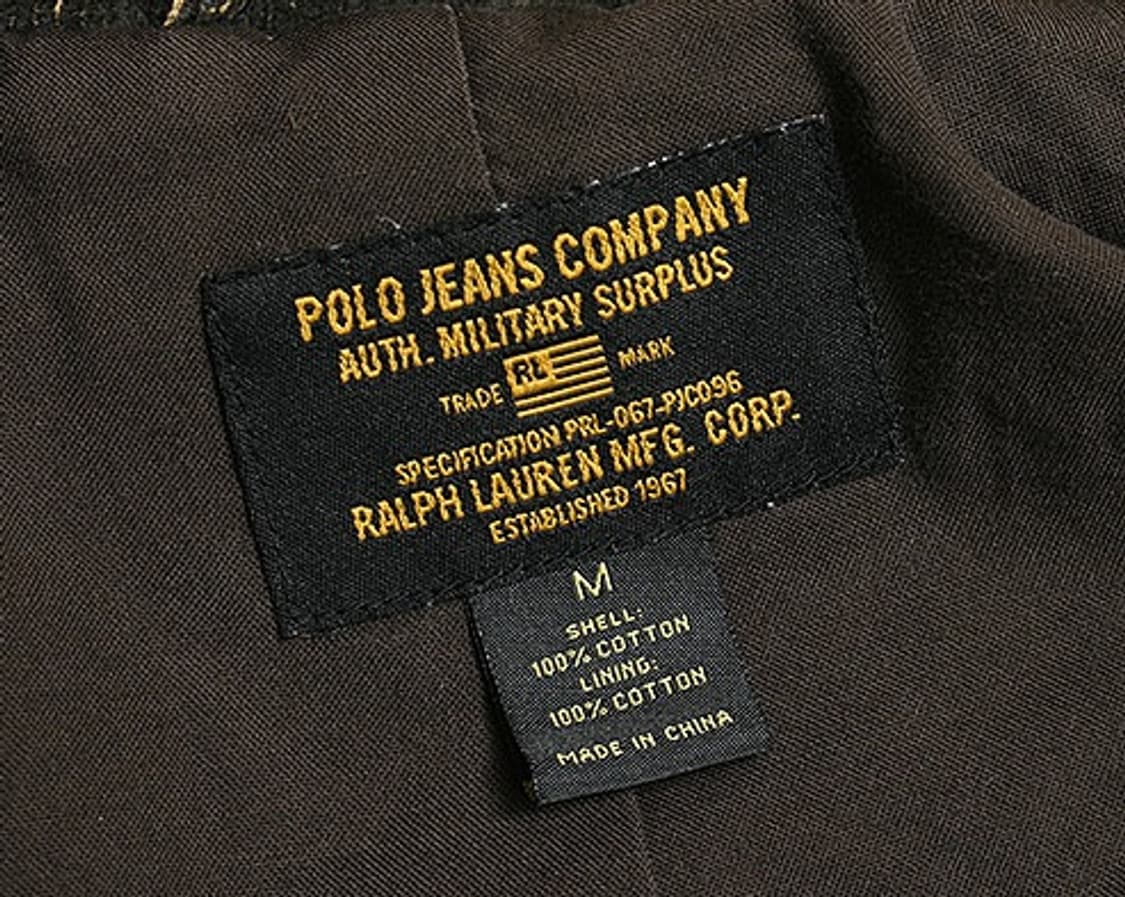 POLO JEANS COMPANY
AUTH. MILITARY SURPLUS
TRADE RL MARK
SPECIFICATION PRL-067-PJC096
RALPH LAUREN MFG. CORP.
ESTABLISHED 1967
M
SHELL:
100% COTTON
LINING:
100% COTTON
MADE IN CHINA